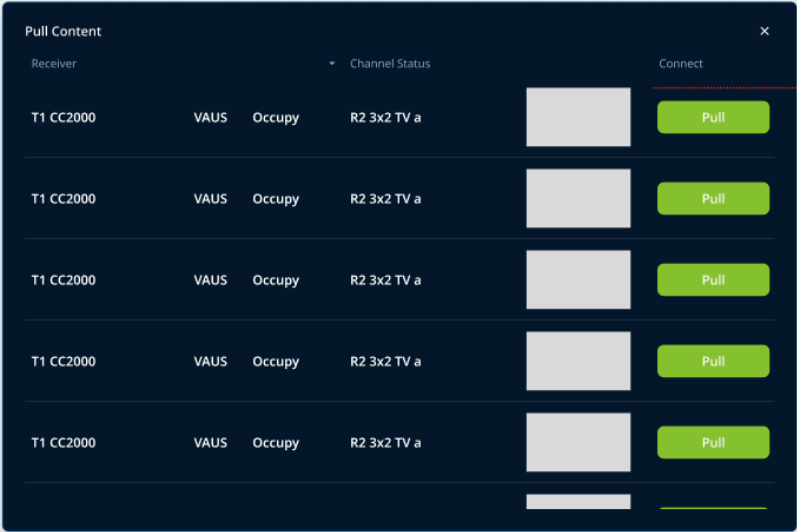 Pull Content ×
Receiver Channel Status Connect
T1 CC2000 VAUS Occupy R2 3x2 TV a Pull
T1 CC2000 VAUS Occupy R2 3x2 TV a Pull
T1 CC2000 VAUS Occupy R2 3x2 TV a Pull
T1 CC2000 VAUS Occupy R2 3x2 TV a Pull
T1 CC2000 VAUS Occupy R2 3x2 TV a Pull